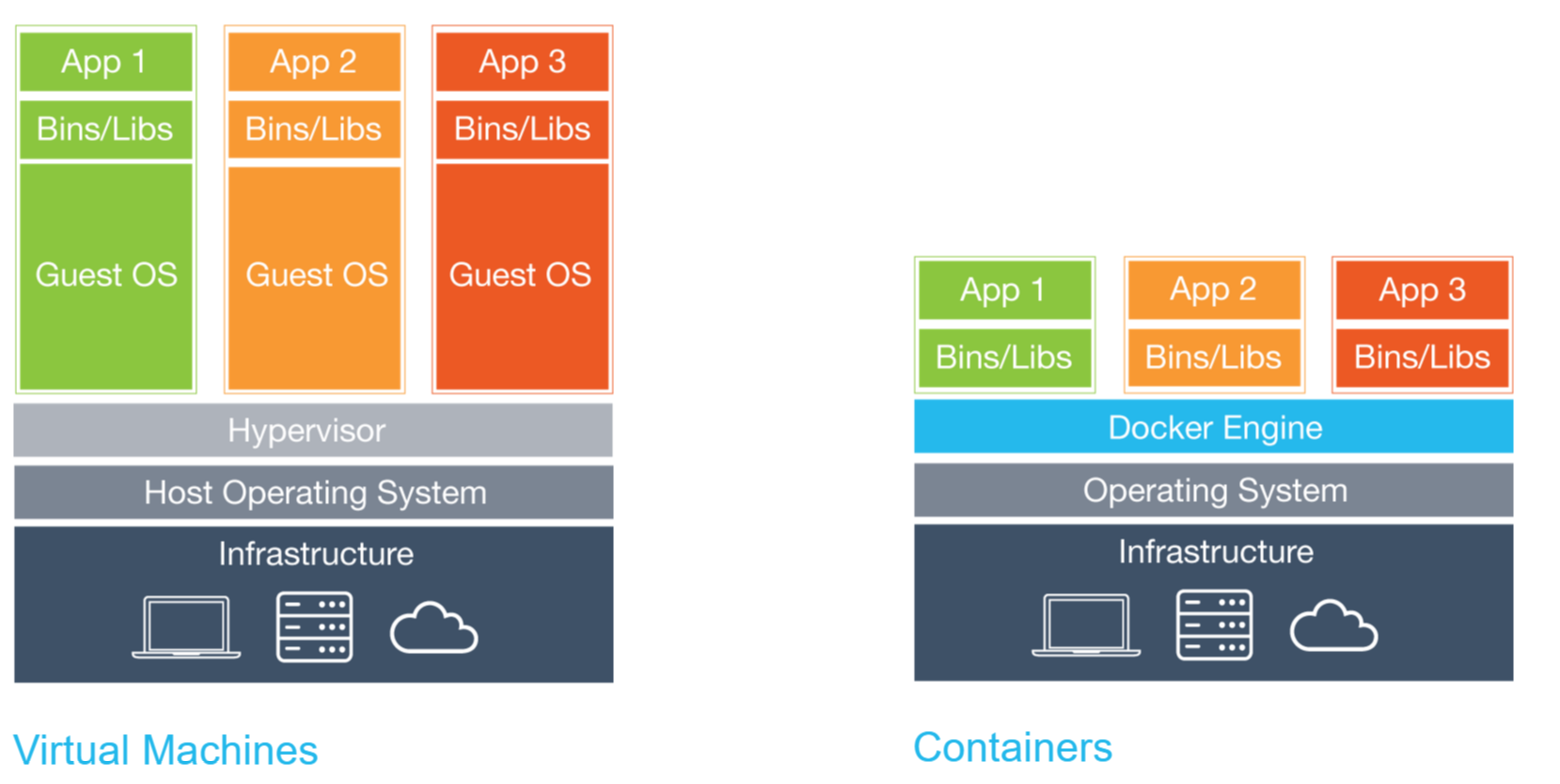 App 1
App 2
App 3
Bins/Libs
Bins/Libs
Bins/Libs
Guest OS
Guest OS
Guest OS
Hypervisor
Host Operating System
Infrastructure
Virtual Machines
App 1
App 2
App 3
Bins/Libs
Bins/Libs
Bins/Libs
Docker Engine
Operating System
Infrastructure
Containers